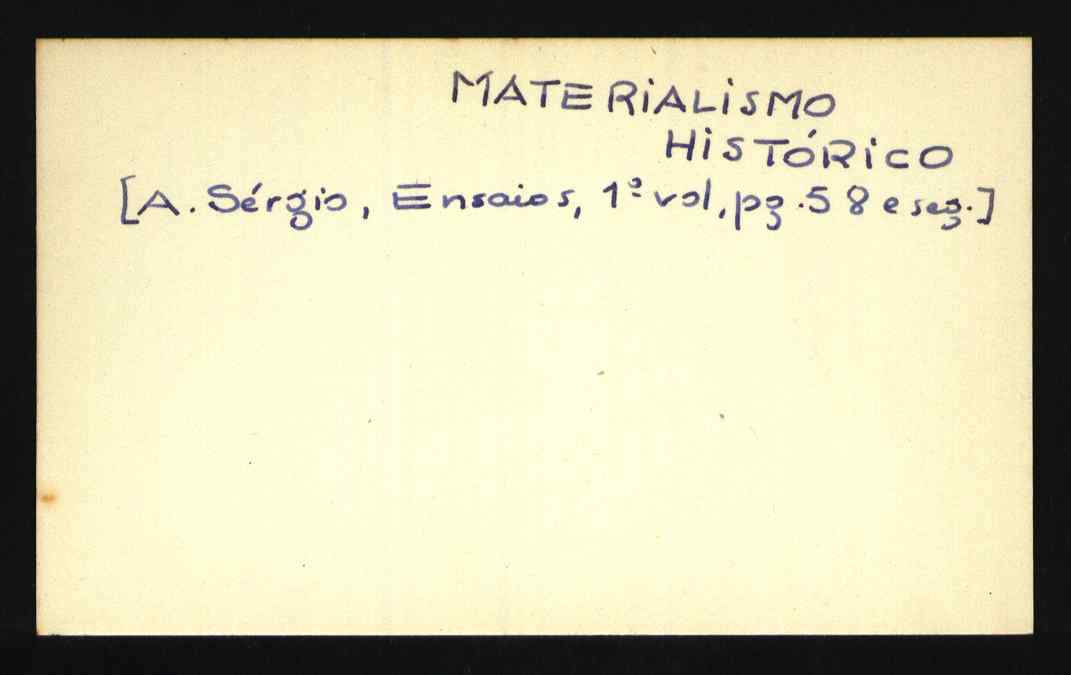 MATERIALISMO
HISTÓRICO
[A. Sérgio, Ensaios, 1º vol, pg. 58 e seg.]